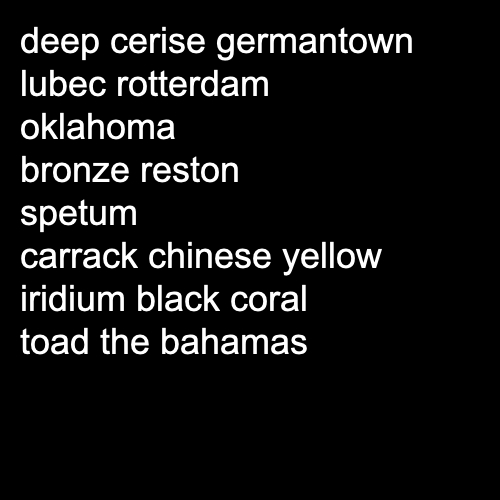 deep cerise germantown
lubec rotterdam
oklahoma
bronze reston
spetum
carrack chinese yellow
iridium black coral
toad the bahamas